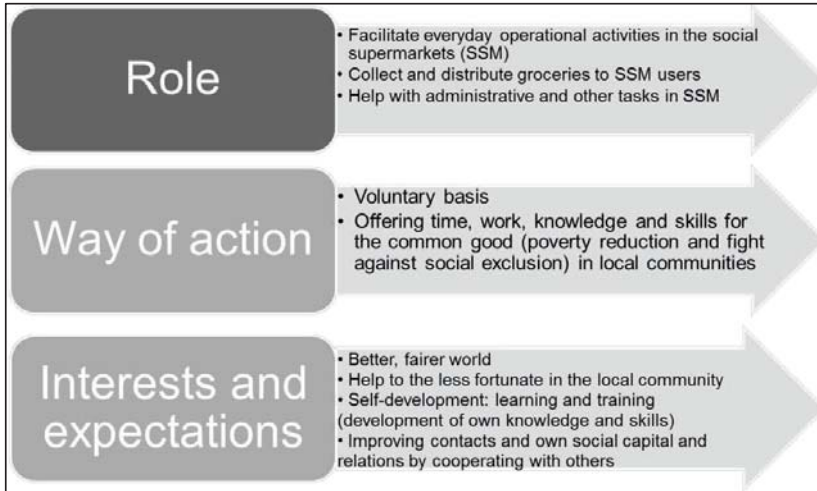 Role
• Facilitate everyday operational activities in the social
supermarkets (SSM)
• Collect and distribute groceries to SSM users
• Help with administrative and other tasks in SSM
Way of action
• Voluntary basis
• Offering time, work, knowledge and skills for
the common good (poverty reduction and fight
against social exclusion) in local communities
Interests and
expectations
• Better, fairer world
• Help to the less fortunate in the local community
• Self-development: learning and training
(development of own knowledge and skills)
• Improving contacts and own social capital and
relations by cooperating with others